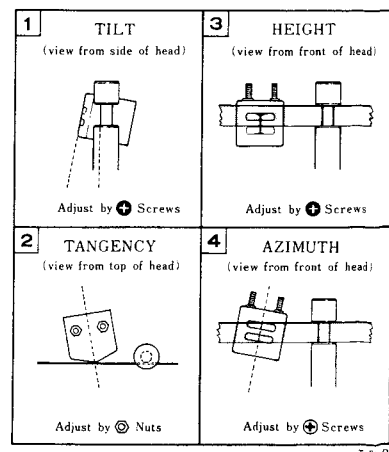 1
TILT
(view from side of head)
Adjust by Screws
3
HEIGHT
(view from front of head)
Adjust by Screws
2
TANGENCY
(view from top of head)
Adjust by Nuts
4
AZIMUTH
(view from front of head)
Adjust by Screws